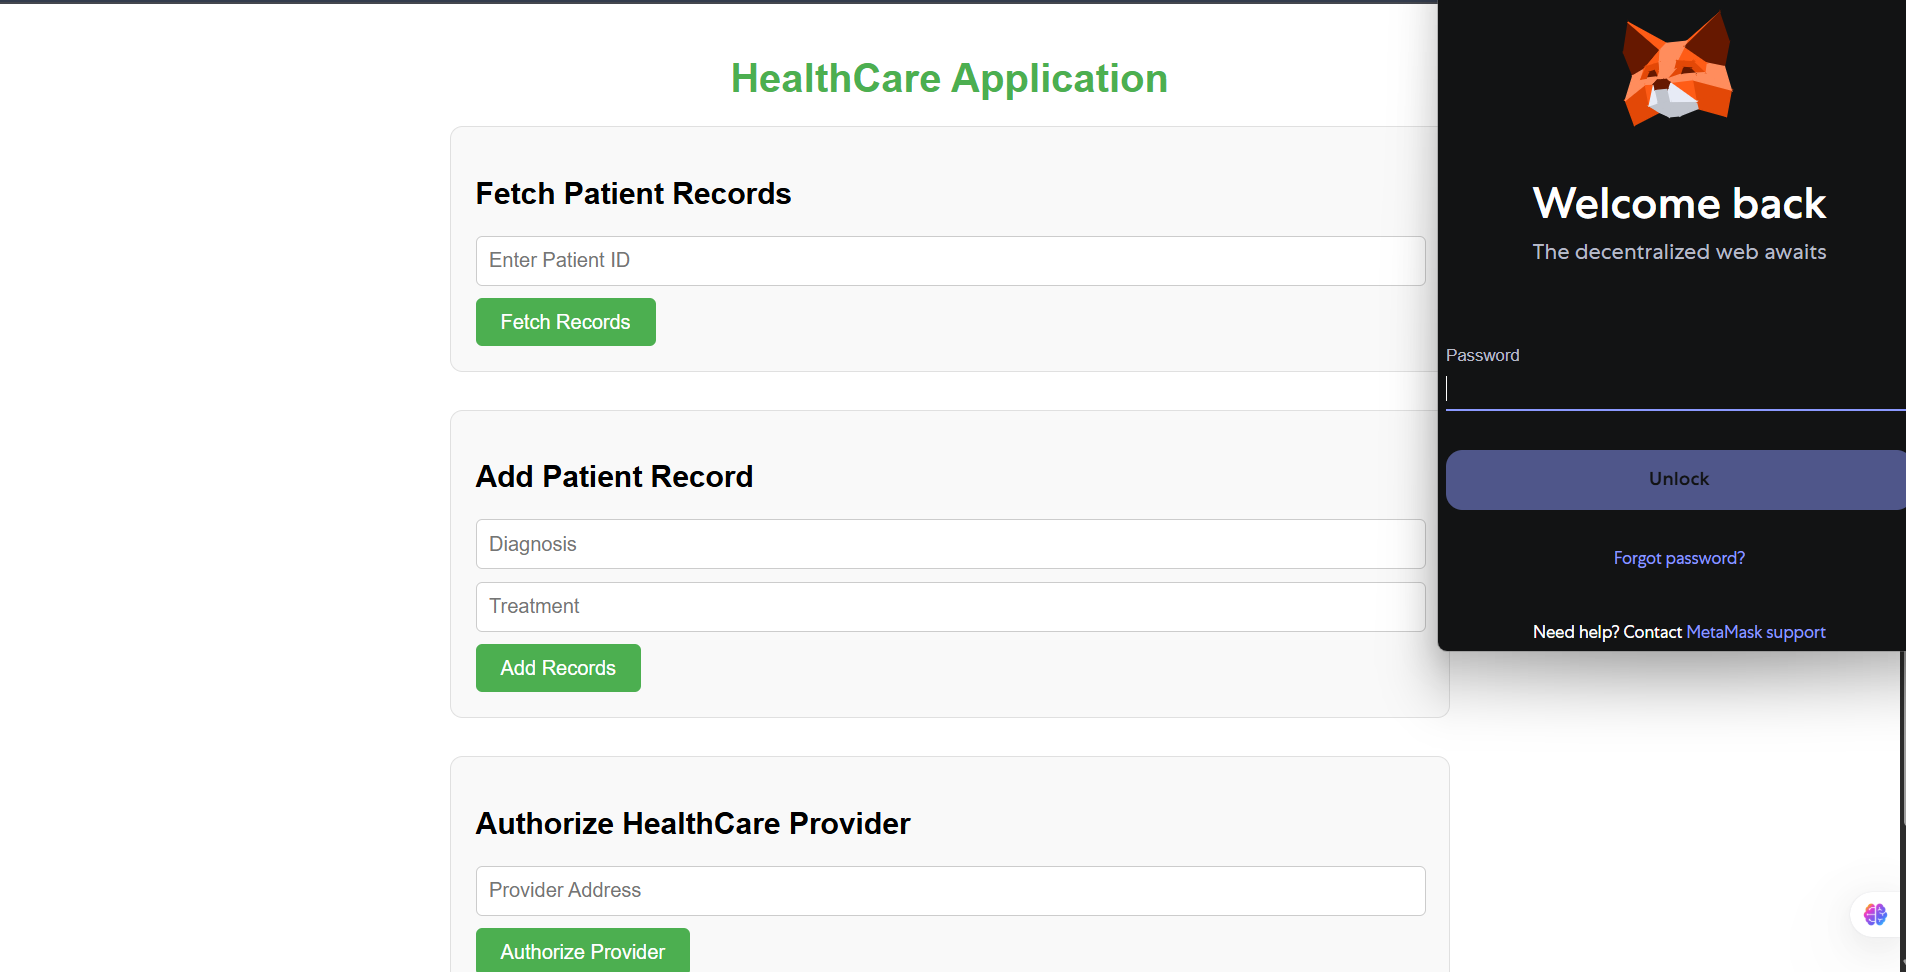 HealthCare Application
Fetch Patient Records
Enter Patient ID
Fetch Records
Add Patient Record
Diagnosis
Treatment
Add Records
Authorize HealthCare Provider
Provider Address
Authorize Provider
Welcome back
The decentralized web awaits
Password
Unlock
Forgot password?
Need help? Contact MetaMask support